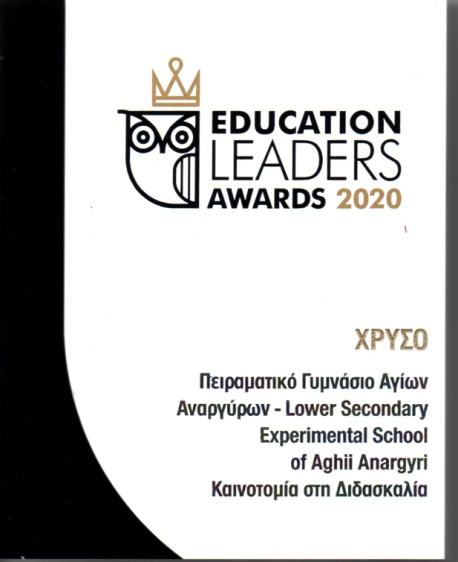 EDUCATION
LEADERS
AWARDS 2020
ΧΡΥΣΟ
Πειραματικό Γυμνάσιο Αγίων
Αναργύρων - Lower Secondary
Experimental School
of Aghii Anargyri
Καινοτομία στη Διδασκαλία